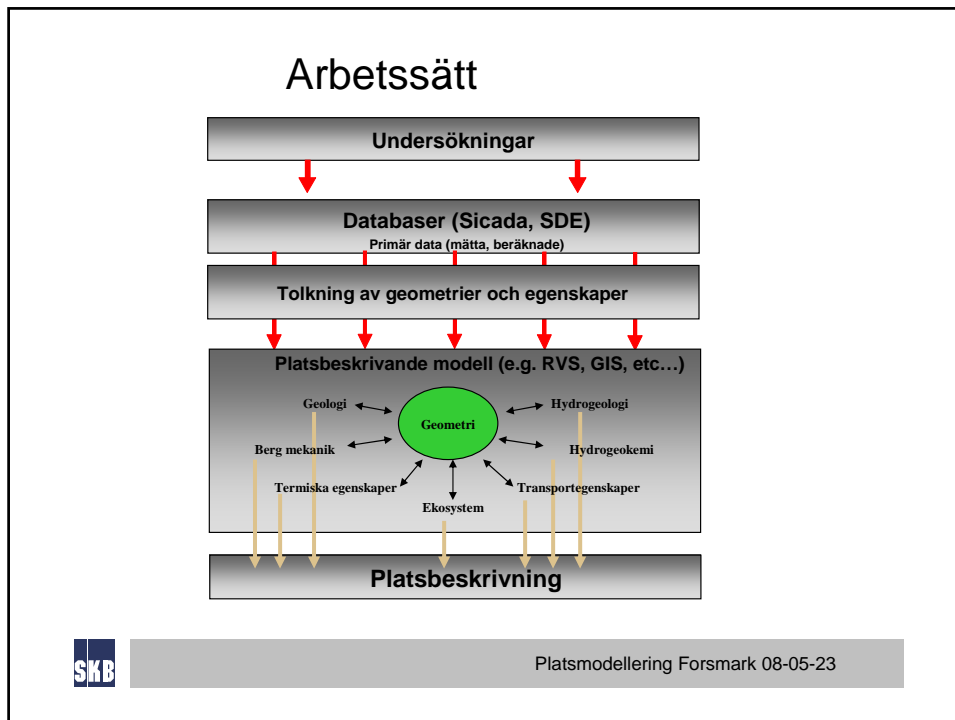 Arbetssätt
Undersökningar
Databaser (Sicada, SDE)
Primär data (mätta, beräknade)
Tolkning av geometrier och egenskaper
Platsbeskrivande modell (e.g. RVS, GIS, etc…)
Geologi
Hydrogeologi
Geometri
Berg mekanik
Hydrogeokemi
Termiska egenskaper
Transportegenskaper
Ekosystem
Platsbeskrivning
SKB
Platsmodellering Forsmark 08-05-23